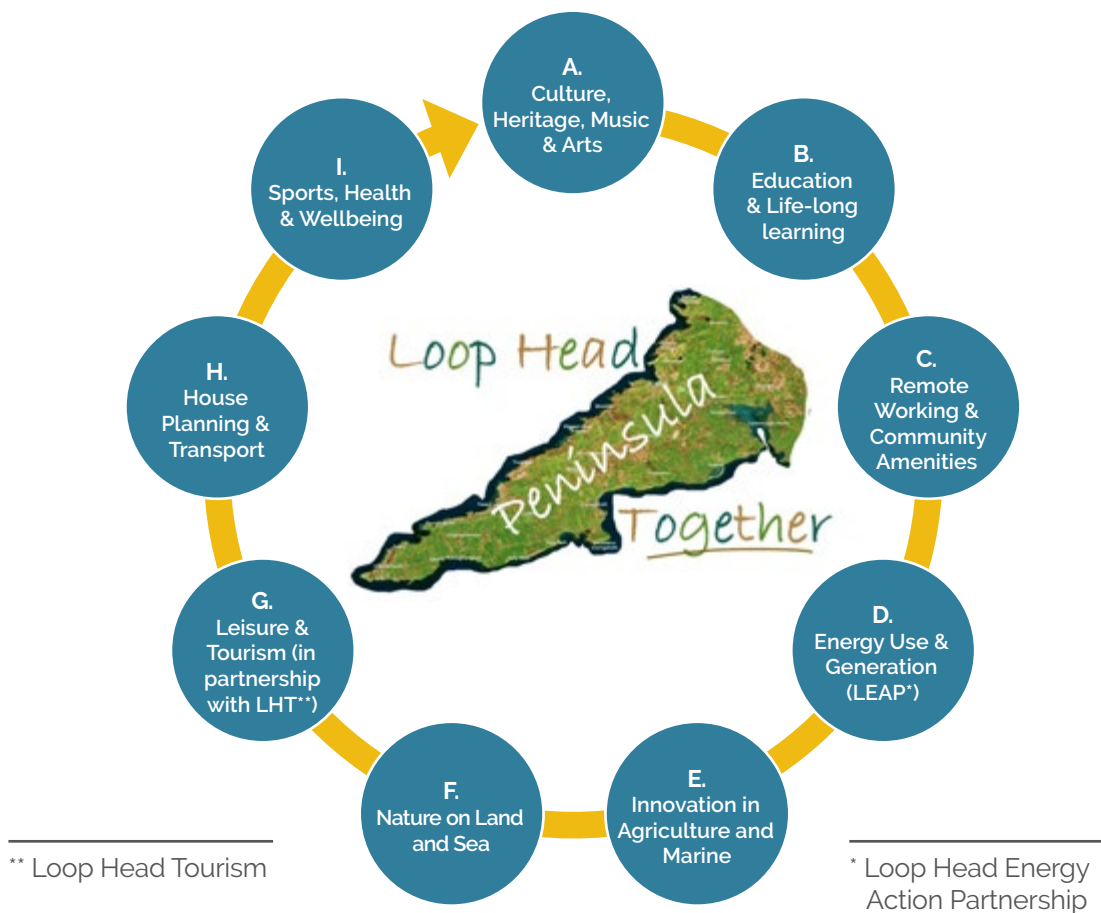 A.
Culture,
Heritage, Music
& Arts
B.
Education
& Life-long
learning
C.
Remote
Working &
Community
Amenities
D.
Energy Use &
Generation
(LEAP*)
E.
Innovation in
Agriculture and
Marine
F.
Nature on Land
and Sea
G.
Leisure &
Tourism (in
partnership
with LHT**)
H.
House
Planning &
Transport
I.
Sports, Health
& Wellbeing
Loop Head
Peninsula
Together
** Loop Head Tourism
* Loop Head Energy
Action Partnership